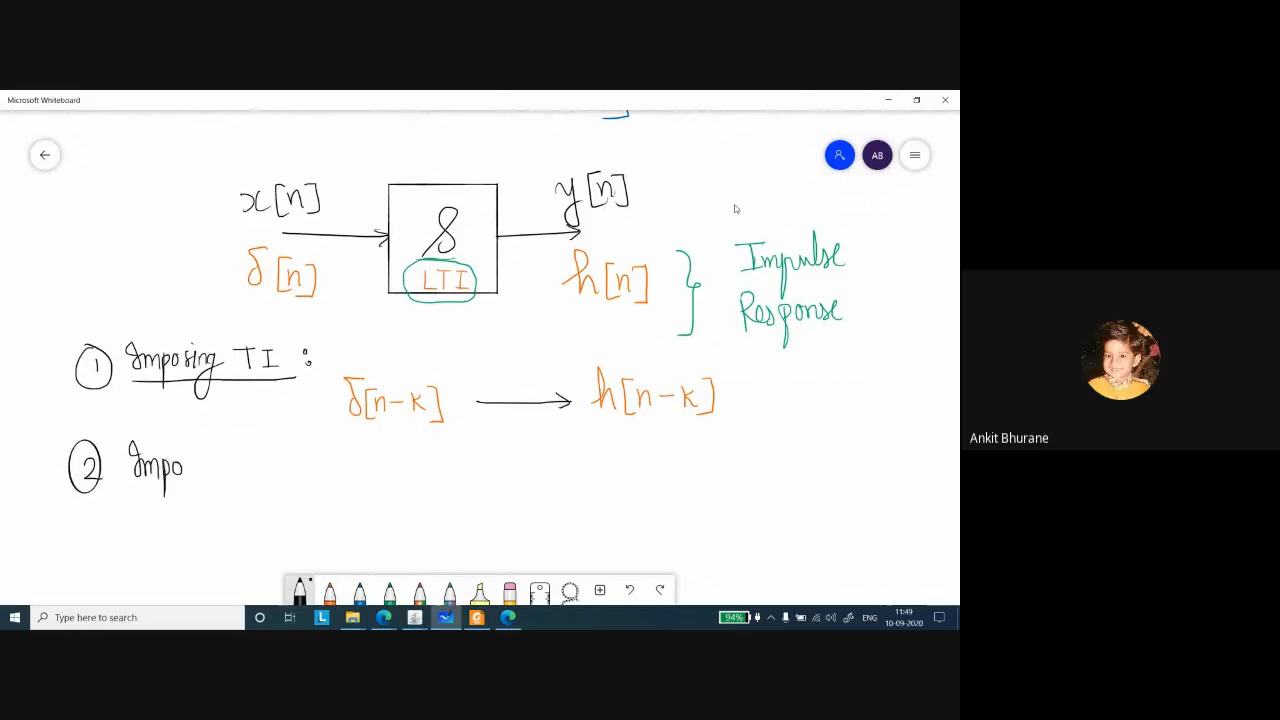 Microsoft Whiteboard
AB
x[n]
S
y[n]
δ[n]
LTI
h[n]
Impulse
Response
1 Imposing TI :
δ[n-k] → h[n-k]
2 Impo
Ankit Bhurane
Type here to search
L
94%
ENG
11:49
10-09-2020